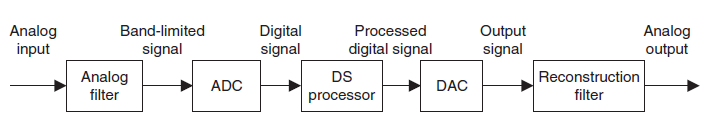 Analog
input
Band-limited
signal
Digital
signal
Processed
digital signal
Output
signal
Analog
output
Analog
filter
ADC
DS
processor
DAC
Reconstruction
filter